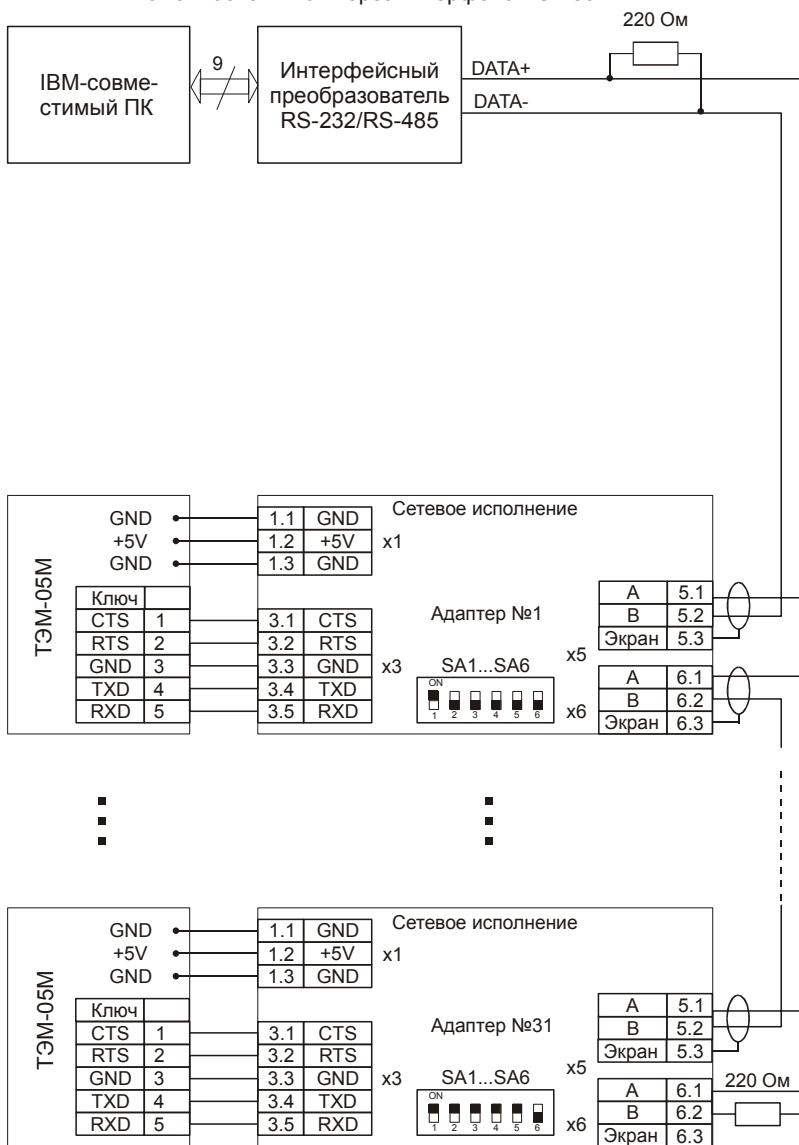 220 Ом
IBM-совме-
стимый ПК
9
Интерфейсный
преобразователь
RS-232/RS-485
DATA+
DATA-
ТЭМ-05М
GND
+5V
GND
Ключ
CTS 1
RTS 2
GND 3
TXD 4
RXD 5
Сетевое исполнение
1.1 GND
1.2 +5V
1.3 GND
x1
3.1 CTS
3.2 RTS
3.3 GND
3.4 TXD
3.5 RXD
x3
Адаптер №1
SA1...SA6
ON
1 2 3 4 5 6
x5
A 5.1
B 5.2
Экран 5.3
x6
A 6.1
B 6.2
Экран 6.3
ТЭМ-05М
GND
+5V
GND
Ключ
CTS 1
RTS 2
GND 3
TXD 4
RXD 5
Сетевое исполнение
1.1 GND
1.2 +5V
1.3 GND
x1
3.1 CTS
3.2 RTS
3.3 GND
3.4 TXD
3.5 RXD
x3
Адаптер №31
SA1...SA6
ON
1 2 3 4 5 6
x5
A 5.1
B 5.2
Экран 5.3
x6
A 6.1
B 6.2
Экран 6.3
220 Ом